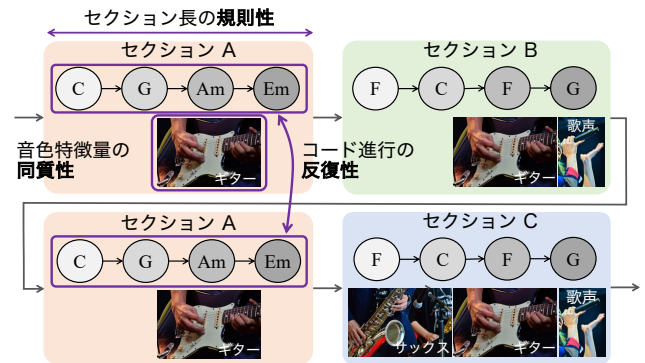 セクション長の規則性
セクション A
セクション B
C G Am Em
F C F G
音色特徴量の
同質性
ギター
コード進行の
反復性
ギター
歌声
セクション A
セクション C
C G Am Em
F C F G
ギター
サックス
ギター
歌声